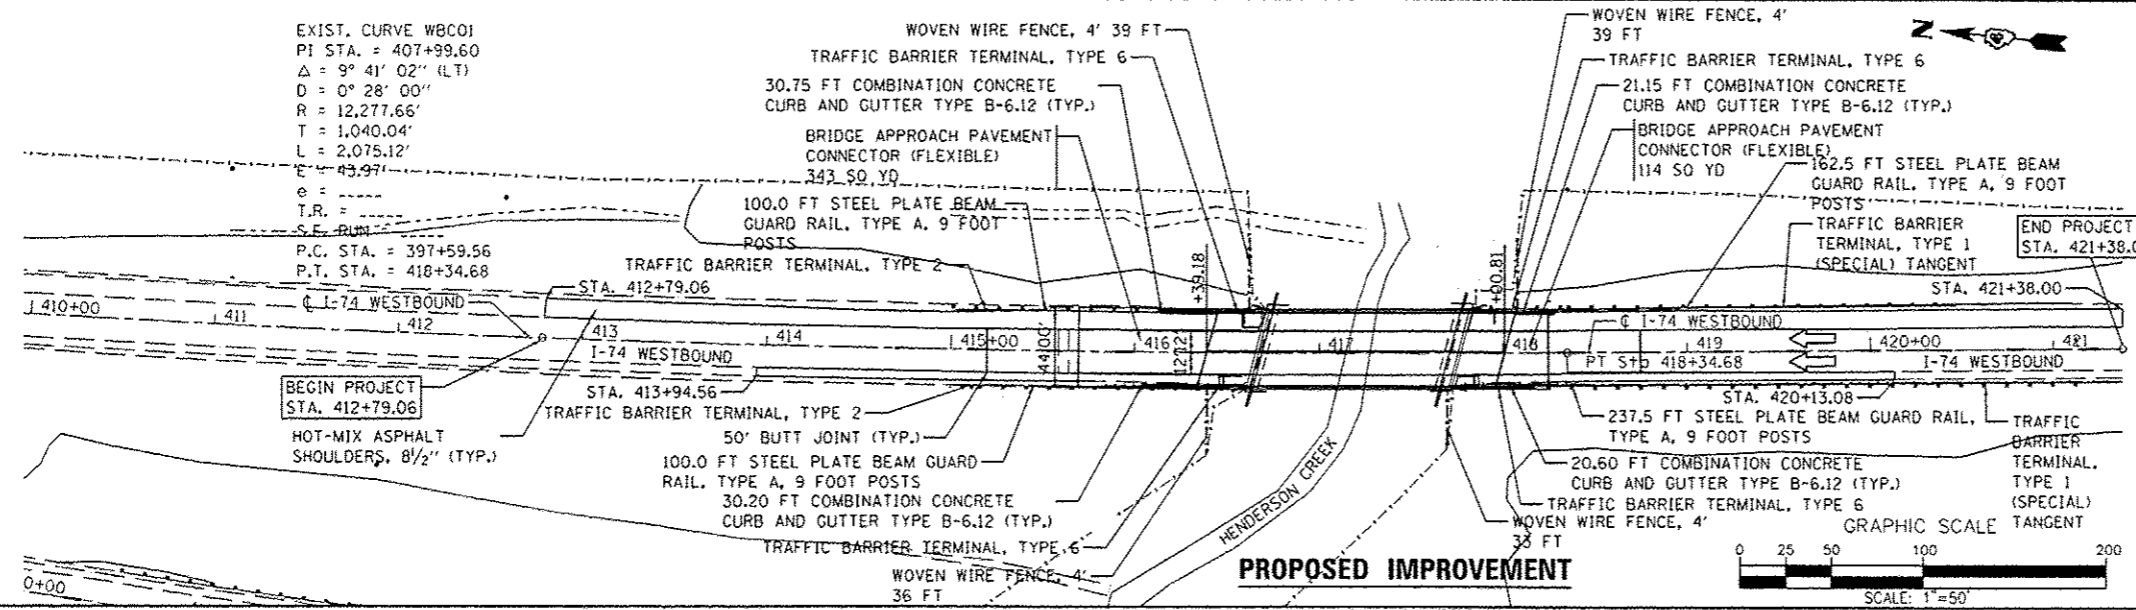 EXIST. CURVE WBC01
PI STA. = 407+99.60
Δ = 9° 41' 02" (LT)
D = 0° 28' 00"
R = 12,277.66'
T = 1,040.04'
L = 2,075.12'
E = 43.97'
e = -----
T.R. = -----
S.E. RUN
P.C. STA. = 397+59.56
P.T. STA. = 418+34.68
WOVEN WIRE FENCE, 4' 39 FT
TRAFFIC BARRIER TERMINAL, TYPE 6
30.75 FT COMBINATION CONCRETE
CURB AND GUTTER TYPE B-6.12 (TYP.)
BRIDGE APPROACH PAVEMENT
CONNECTOR (FLEXIBLE)
343 SQ YD
100.0 FT STEEL PLATE BEAM
GUARD RAIL, TYPE A, 9 FOOT
POSTS
TRAFFIC BARRIER TERMINAL, TYPE 2
STA. 412+79.06
WOVEN WIRE FENCE, 4'
39 FT
TRAFFIC BARRIER TERMINAL, TYPE 6
21.15 FT COMBINATION CONCRETE
CURB AND GUTTER TYPE B-6.12 (TYP.)
BRIDGE APPROACH PAVEMENT
CONNECTOR (FLEXIBLE)
114 SQ YD
162.5 FT STEEL PLATE BEAM
GUARD RAIL, TYPE A, 9 FOOT
POSTS
TRAFFIC BARRIER
TERMINAL, TYPE 1
(SPECIAL) TANGENT
END PROJECT
STA. 421+38.0
STA. 421+38.00
Z
+39.18
+00.81
410+00
411
412
413
414
415+00
416
417
418
419
420+00
421
℄ I-74 WESTBOUND
I-74 WESTBOUND
44'00"
12'
12'
℄ I-74 WESTBOUND
PT Sta 418+34.68
I-74 WESTBOUND
BEGIN PROJECT
STA. 412+79.06
STA. 413+94.56
TRAFFIC BARRIER TERMINAL, TYPE 2
HOT-MIX ASPHALT
SHOULDERS, 8½" (TYP.)
50' BUTT JOINT (TYP.)
100.0 FT STEEL PLATE BEAM GUARD
RAIL, TYPE A, 9 FOOT POSTS
30.20 FT COMBINATION CONCRETE
CURB AND GUTTER TYPE B-6.12 (TYP.)
TRAFFIC BARRIER TERMINAL, TYPE 6
WOVEN WIRE FENCE, 4'
36 FT
HENDERSON CREEK
STA. 420+13.08
237.5 FT STEEL PLATE BEAM GUARD RAIL,
TYPE A, 9 FOOT POSTS
20.60 FT COMBINATION CONCRETE
CURB AND GUTTER TYPE B-6.12 (TYP.)
TRAFFIC BARRIER TERMINAL, TYPE 6
WOVEN WIRE FENCE, 4'
33 FT
TRAFFIC
BARRIER
TERMINAL,
TYPE 1
(SPECIAL)
TANGENT
0+00
PROPOSED IMPROVEMENT
GRAPHIC SCALE
0 25 50 100 200
SCALE: 1"=50'